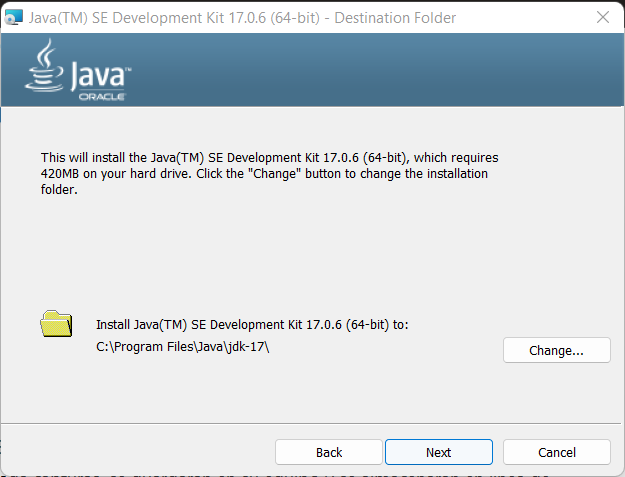 Java(TM) SE Development Kit 17.0.6 (64-bit) - Destination Folder
Java™
ORACLE
This will install the Java(TM) SE Development Kit 17.0.6 (64-bit), which requires
420MB on your hard drive. Click the "Change" button to change the installation
folder.
Install Java(TM) SE Development Kit 17.0.6 (64-bit) to:
C:\Program Files\Java\jdk-17\
Change...
Back
Next
Cancel